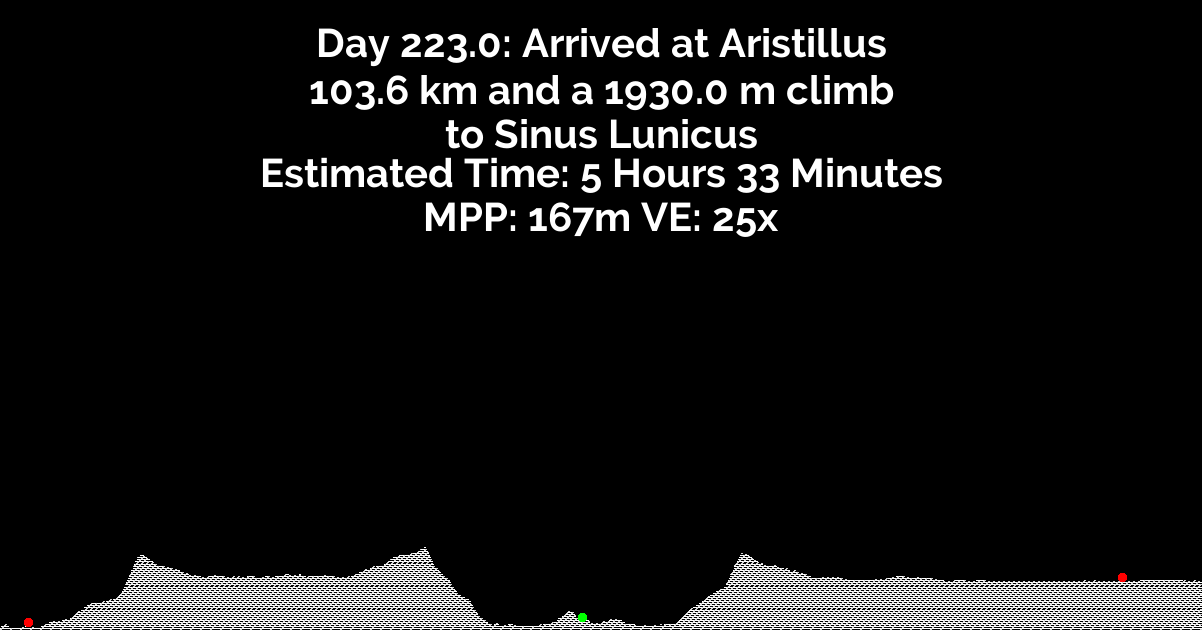 Day 223.0: Arrived at Aristillus
103.6 km and a 1930.0 m climb
to Sinus Lunicus
Estimated Time: 5 Hours 33 Minutes
MPP: 167m VE: 25x